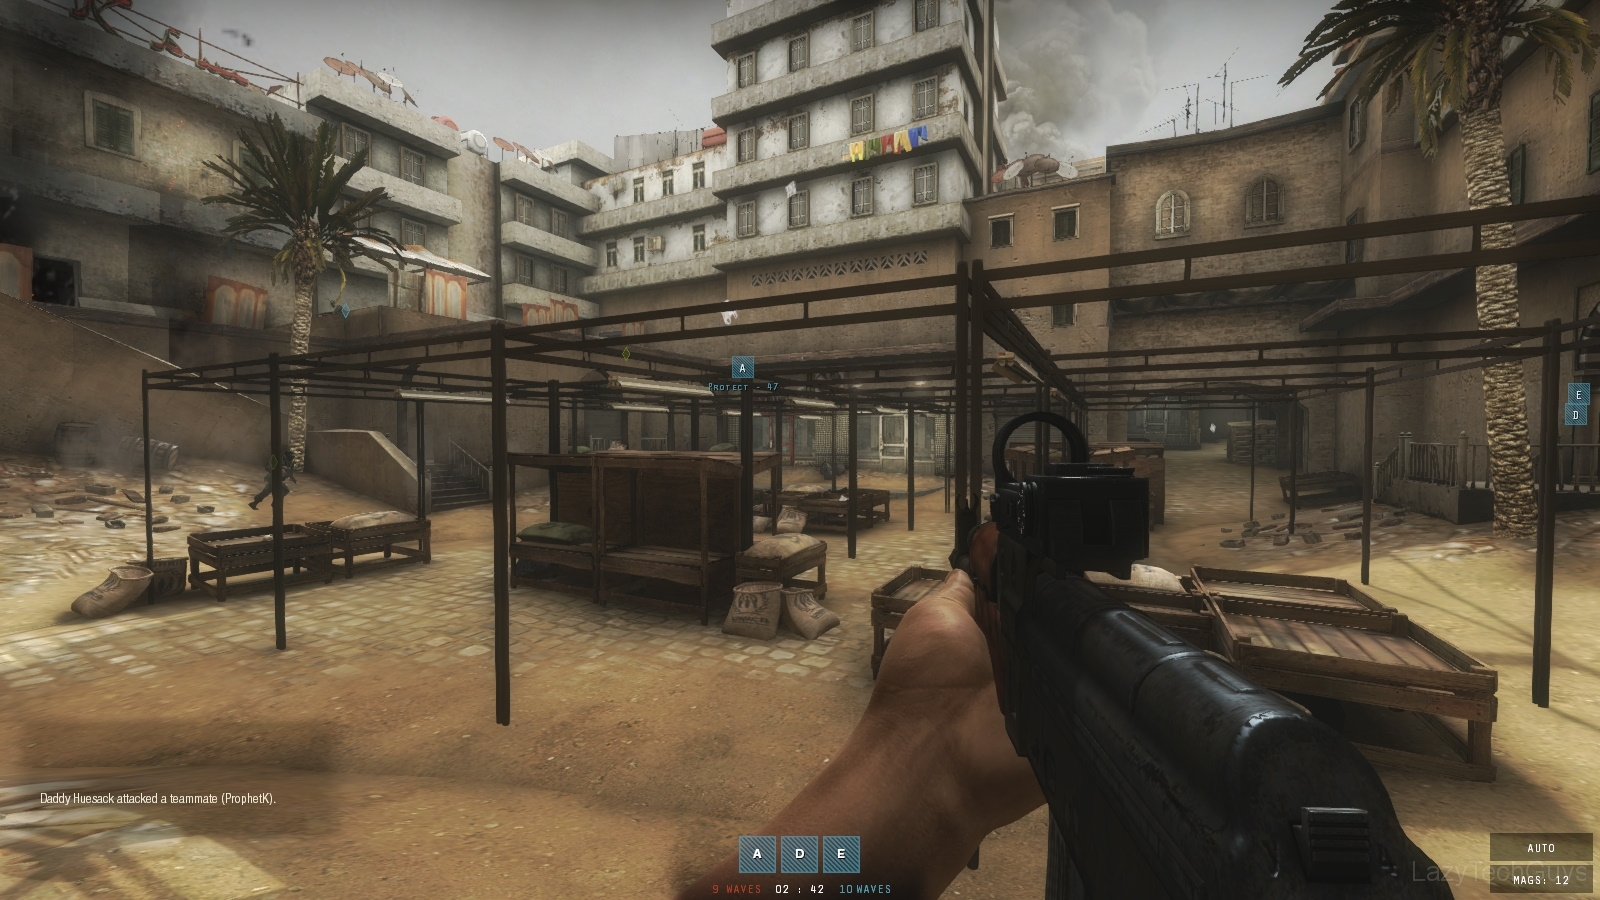 A
PROTECT - 47
E
D
Daddy Huesack attacked a teammate (ProphetK).
A D E
9 WAVES 02 : 42 10 WAVES
AUTO
MAGS: 12
LazyTechGuys